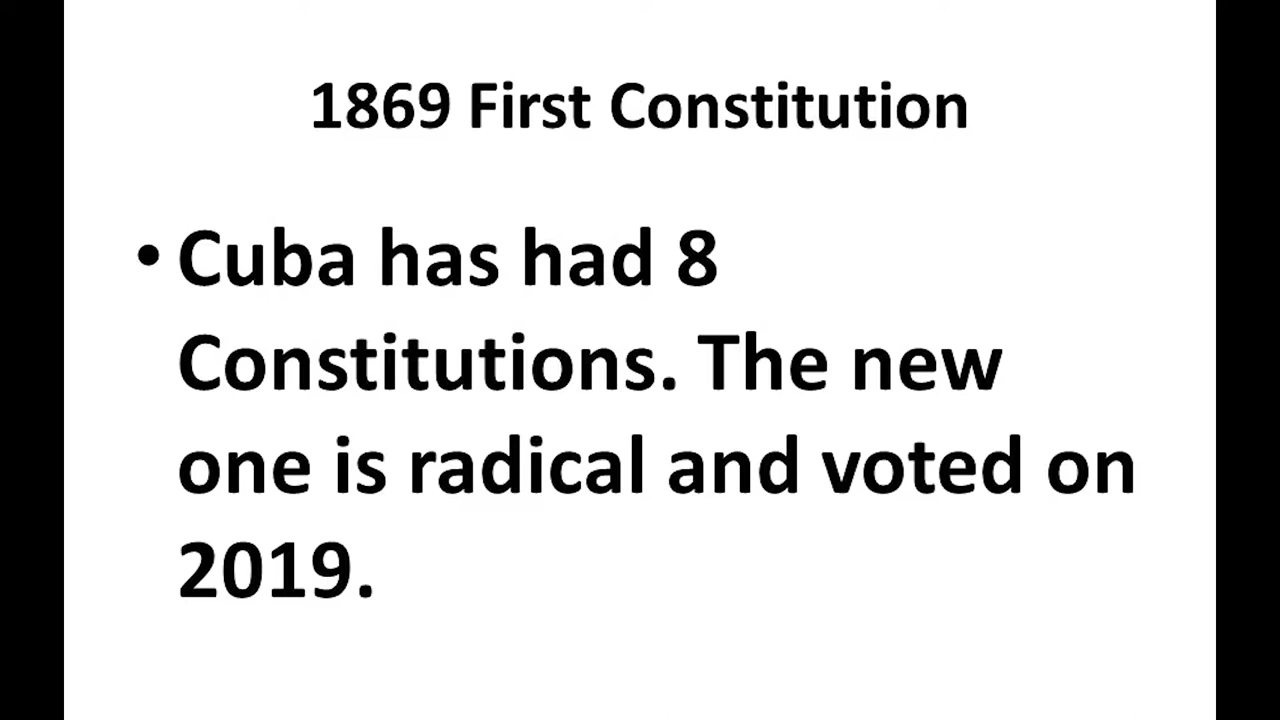 1869 First Constitution
• Cuba has had 8
Constitutions. The new
one is radical and voted on
2019.